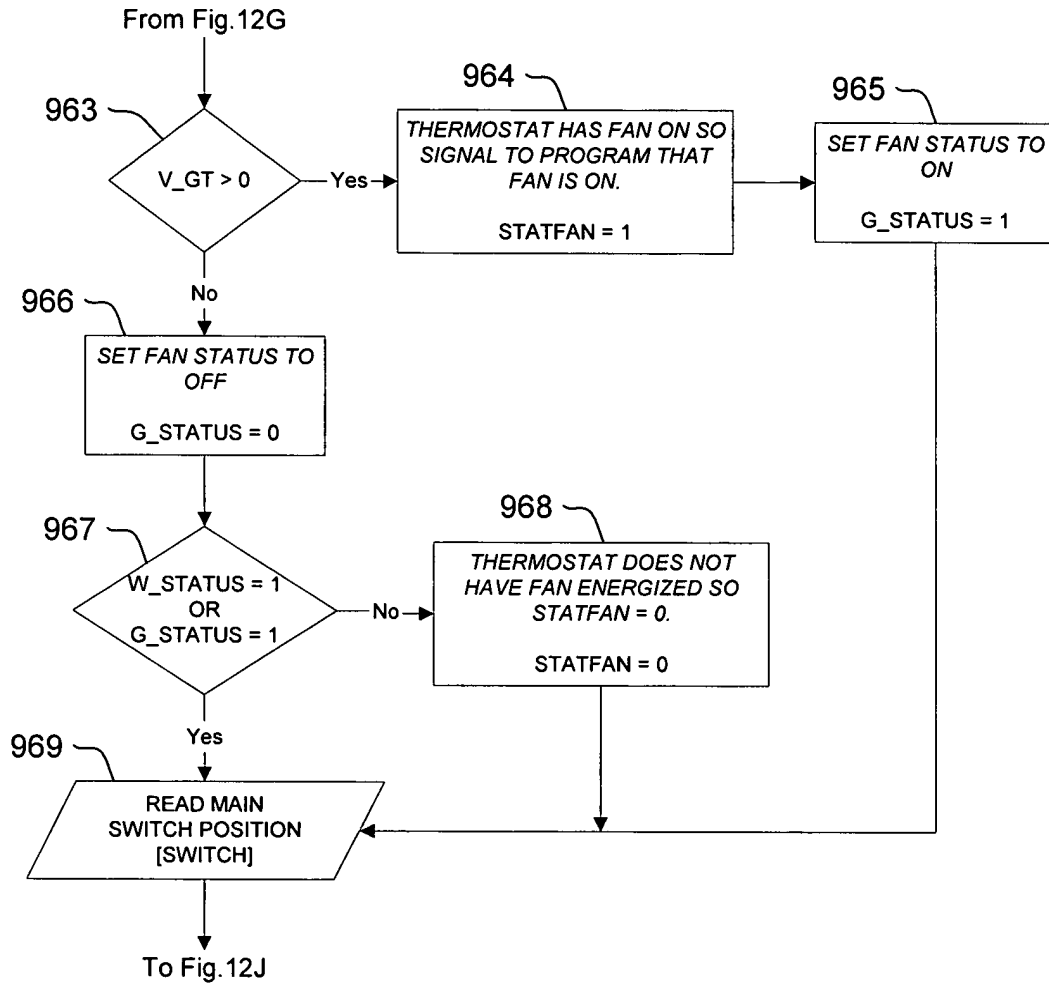 From Fig.12G
963
V_GT > 0
Yes
964
THERMOSTAT HAS FAN ON SO
SIGNAL TO PROGRAM THAT
FAN IS ON.
STATFAN = 1
965
SET FAN STATUS TO
ON
G_STATUS = 1
No
966
SET FAN STATUS TO
OFF
G_STATUS = 0
967
W_STATUS = 1
OR
G_STATUS = 1
No
968
THERMOSTAT DOES NOT
HAVE FAN ENERGIZED SO
STATFAN = 0.
STATFAN = 0
Yes
969
READ MAIN
SWITCH POSITION
[SWITCH]
To Fig.12J